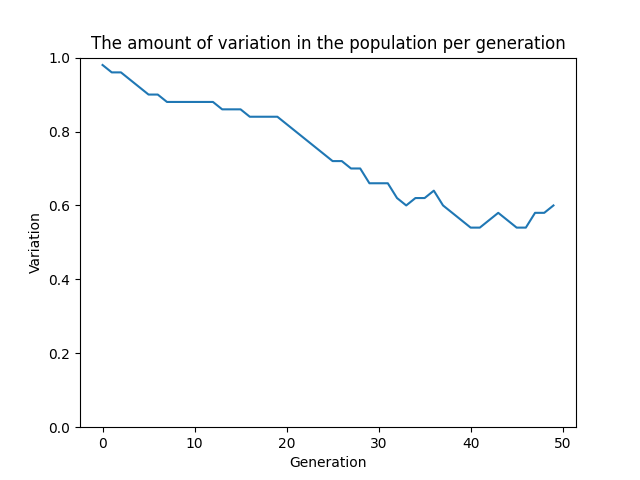 The amount of variation in the population per generation
1.0
0.8
0.6
0.4
0.2
0.0
Variation
0 10 20 30 40 50
Generation